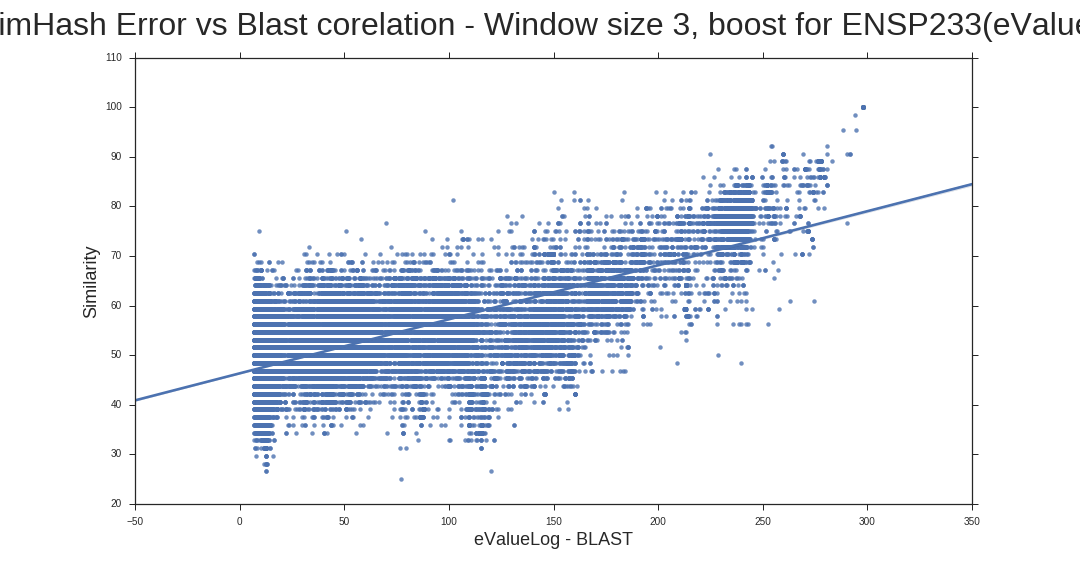 imHash Error vs Blast corelation - Window size 3, boost for ENSP233(eValue
110
100
90
80
70
60
50
40
30
20
Similarity
−50 0 50 100 150 200 250 300 350
eValueLog - BLAST